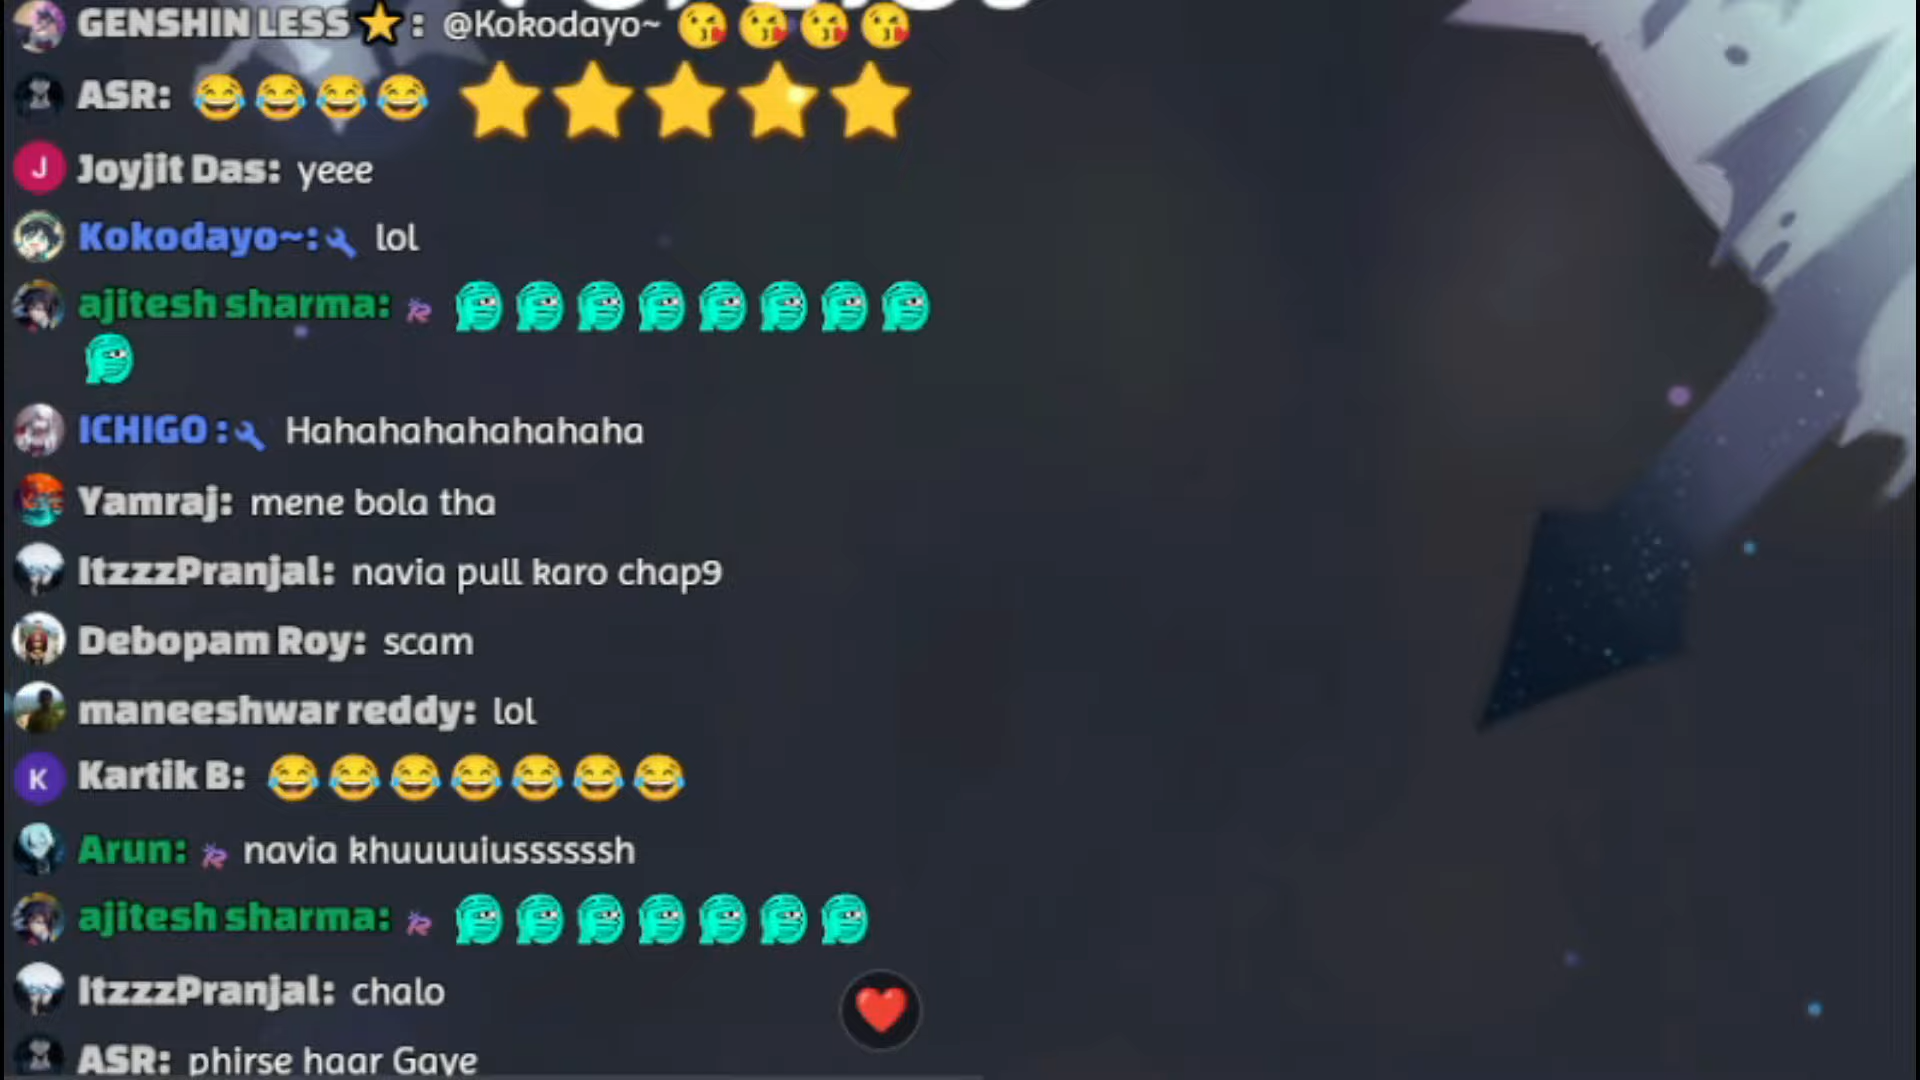 GENSHIN LESS⭐: @Kokodayo~ 😘😘😘😘
ASR: 😂😂😂😂
Joyjit Das: yeee
Kokodayo~: lol
ajitesh sharma:
ICHIGO : Hahahahahahahaha
Yamraj: mene bola tha
ItzzzPranjal: navia pull karo chap9
Debopam Roy: scam
maneeshwar reddy: lol
Kartik B: 😂😂😂😂😂😂😂
Arun: navia khuuuuiussssssh
ajitesh sharma:
ItzzzPranjal: chalo
ASR: phirse haar Gaye